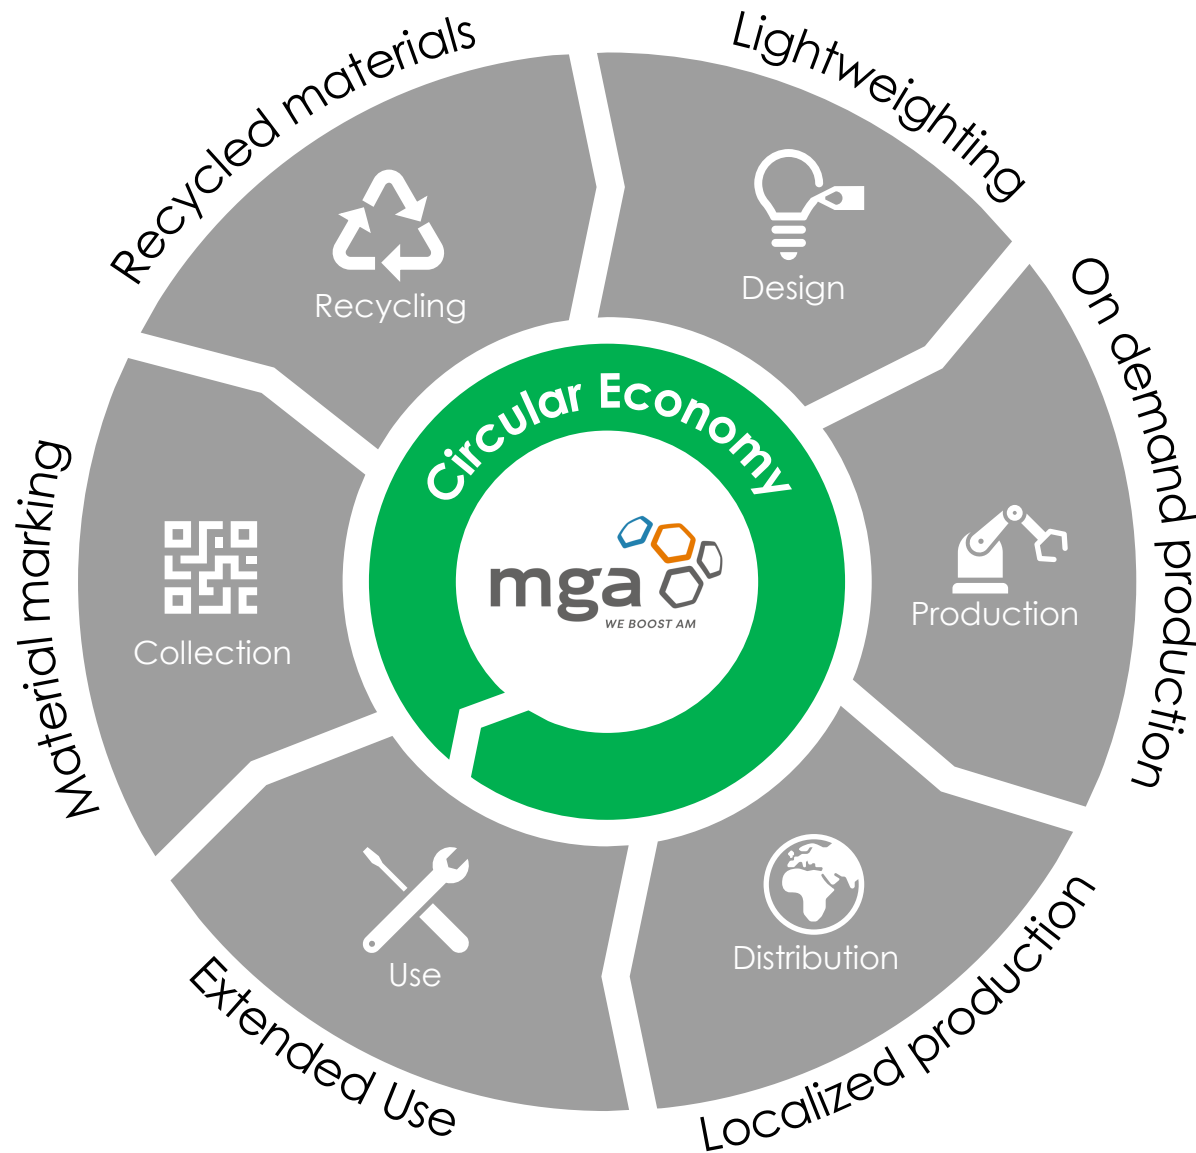 Lightweighting
Design
On demand production
Production
Localized production
Distribution
Extended Use
Use
Material marking
Collection
Recycled materials
Recycling
Circular Economy
mga
WE BOOST AM